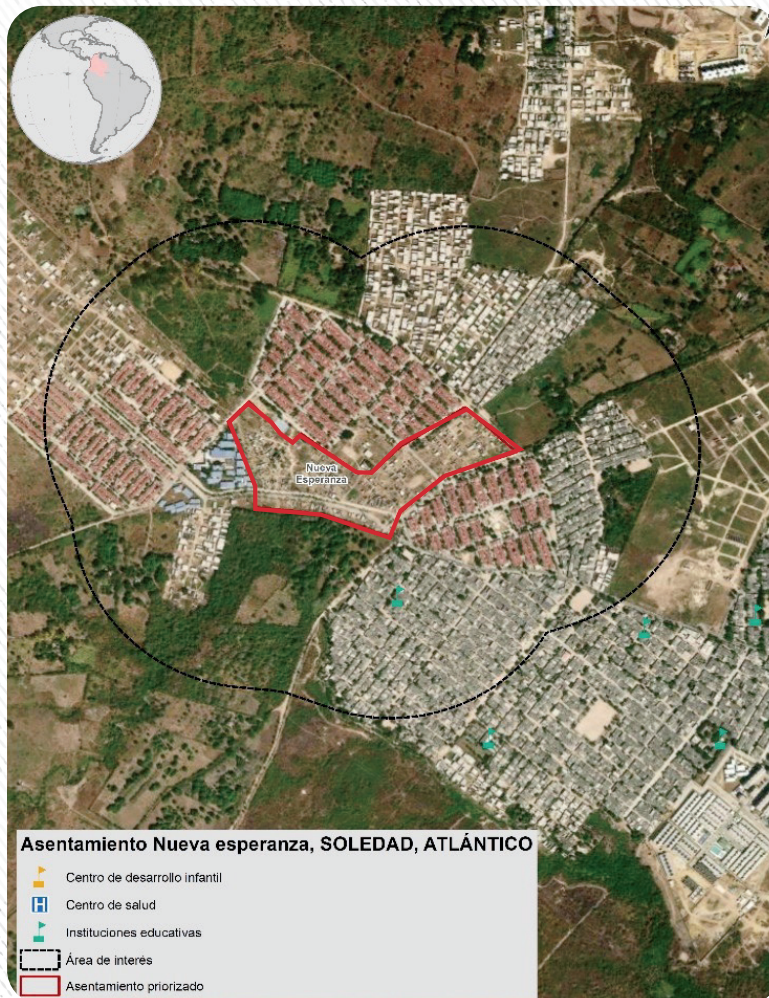 Nueva
Esperanza
Asentamiento Nueva esperanza, SOLEDAD, ATLÁNTICO
Centro de desarrollo infantil
H
Centro de salud
Instituciones educativas
Área de interés
Asentamiento priorizado